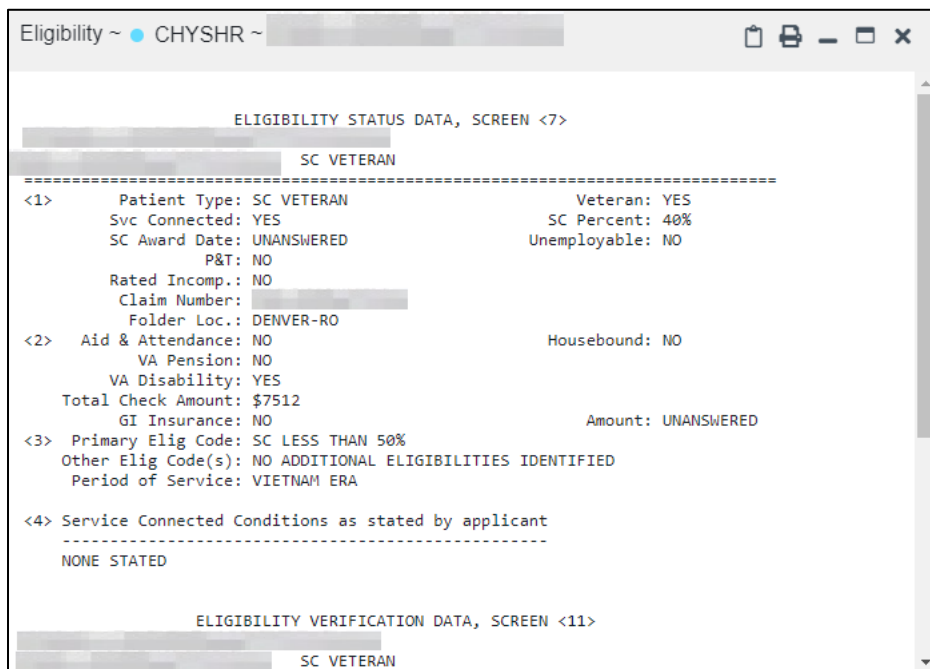 Eligibility ~ CHYSHR ~
ELIGIBILITY STATUS DATA, SCREEN <7>
SC VETERAN
==============================================================================
<1> Patient Type: SC VETERAN Veteran: YES
Svc Connected: YES SC Percent: 40%
SC Award Date: UNANSWERED Unemployable: NO
P&T: NO
Rated Incomp.: NO
Claim Number:
Folder Loc.: DENVER-RO
<2> Aid & Attendance: NO Housebound: NO
VA Pension: NO
VA Disability: YES
Total Check Amount: $7512
GI Insurance: NO Amount: UNANSWERED
<3> Primary Elig Code: SC LESS THAN 50%
Other Elig Code(s): NO ADDITIONAL ELIGIBILITIES IDENTIFIED
Period of Service: VIETNAM ERA
<4> Service Connected Conditions as stated by applicant
---------------------------------------------------
NONE STATED
ELIGIBILITY VERIFICATION DATA, SCREEN <11>
SC VETERAN